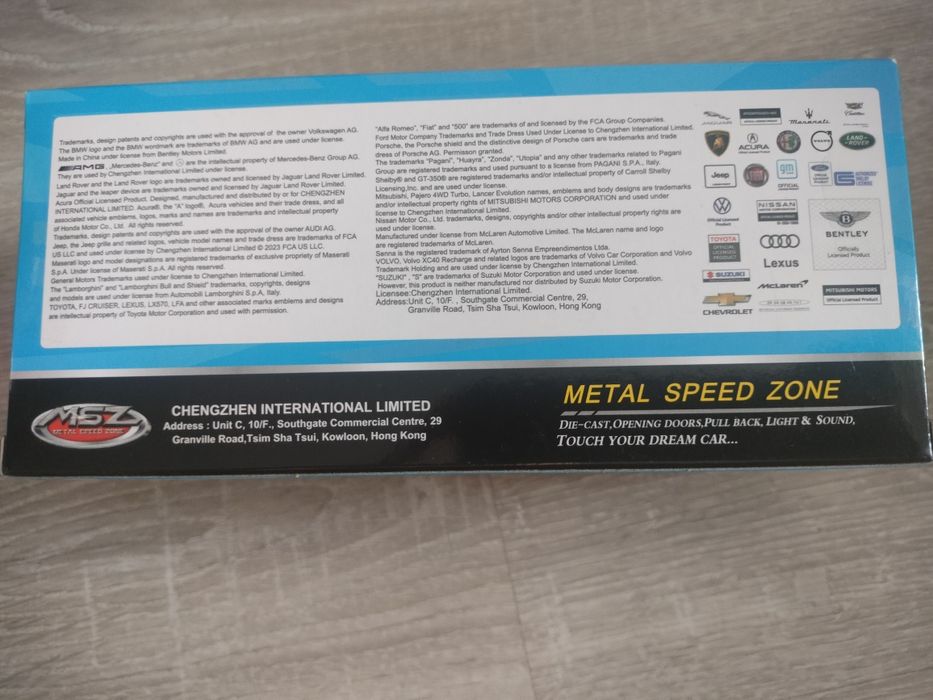 Trademarks, design patents and copyrights are used with the approval of the owner Volkswagen AG.
The BMW logo and the BMW wordmark are trademarks of BMW AG and are used under license.
Made in China under license from Bentley Motors Limited.
AMG, „Mercedes-Benz" and are the intellectual property of Mercedes-Benz Group AG.
They are used by Chengzhen International Limited under license.
Land Rover and the Land Rover logo are trademarks owned and licensed by Jaguar Land Rover Limited.
Jaguar and the leaper device are trademarks owned and licensed by Jaguar Land Rover Limited.
Acura Official Licensed Product. Designed, manufactured and distributed by or for CHENGZHEN
INTERNATIONAL LIMITED. Acura®, the "A" logo®, Acura vehicles and their trade dress, and all
associated vehicle emblems, logos, marks and names are trademarks and intellectual property
of Honda Motor Co., Ltd. All rights reserved.
Trademarks, design patents and copyrights are used with the approval of the owner AUDI AG.
Jeep, the Jeep grille and related logos, vehicle model names and trade dress are trademarks of FCA
US LLC and used under license by Chengzhen International Limited © 2023 FCA US LLC.
Maserati logo and model designations are registered trademarks of exclusive propriety of Maserati
S.p.A. Under license of Maserati S.p.A. All rights reserved.
General Motors Trademarks used under license to Chengzhen International Limited.
The "Lamborghini" and "Lamborghini Bull and Shield" trademarks, copyrights, designs
and models are used under license from Automobili Lamborghini S.p.A, Italy.
TOYOTA, FJ CRUISER, LEXUS, LX570, LFA and other associated marks emblems and designs
are intellectual property of Toyota Motor Corporation and used with permission.
"Alfa Romeo", "Fiat" and "500" are trademarks of and licensed by the FCA Group Companies.
Ford Motor Company Trademarks and Trade Dress Used Under License to Chengzhen International Limited.
Porsche, the Porsche shield and the distinctive design of Porsche cars are trademarks and trade
dress of Porsche AG. Permisson granted.
The trademarks "Pagani", "Huayra", "Zonda", "Utopia" and any other trademarks related to Pagani
Group are registered trademarks and used pursuant to a license from PAGANI S.P.A., Italy.
Shelby® and GT-350® are registered trademarks and/or intellectual property of Carroll Shelby
Licensing,Inc. and are used under license.
Mitsubishi, Pajero 4WD Turbo, Lancer Evolution names, emblems and body designs are trademarks
and/or intellectual property rights of MITSUBISHI MOTORS CORPORATION and used under
license to Chengzhen International Limited.
Nissan Motor Co., Ltd. trademarks, designs, copyrights and/or other intellectual property rights are
used under license.
Manufactured under license from McLaren Automotive Limited. The McLaren name and logo
are registered trademarks of McLaren.
Senna is the registered trademark of Ayrton Senna Empreendimentos Ltda.
VOLVO, Volvo XC40 Recharge and related logos are trademarks of Volvo Car Corporation and Volvo
Trademark Holding and are used under license by Chengzhen International Limited.
"SUZUKI" , "S" are trademarks of Suzuki Motor Corporation and used under license.
However, this product is neither manufactured nor distributed by Suzuki Motor Corporation.
Licensee:Chengzhen International Limited.
Address:Unit C, 10/F. , Southgate Commercial Centre, 29,
Granville Road, Tsim Sha Tsui, Kowloon, Hong Kong
JAGUAR
Maserati
Cadillac
ACURA
VOLVO
LAND-
ROVER
Jeep
FIAT
gm
OFFICIAL
Ford
NISSAN
BENTLEY
Officially
Licensed Product
TOYOTA
OFFICIAL
LICENSED
PRODUCT
Lexus
SUZUKI
McLaren
MITSUBISHI MOTORS
Official Licensed Product
CHEVROLET
MSZ
METAL SPEED ZONE
CHENGZHEN INTERNATIONAL LIMITED
Address : Unit C, 10/F., Southgate Commercial Centre, 29
Granville Road,Tsim Sha Tsui, Kowloon, Hong Kong
METAL SPEED ZONE
DIE-CAST,OPENING DOORS,PULL BACK, LIGHT & SOUND,
TOUCH YOUR DREAM CAR...